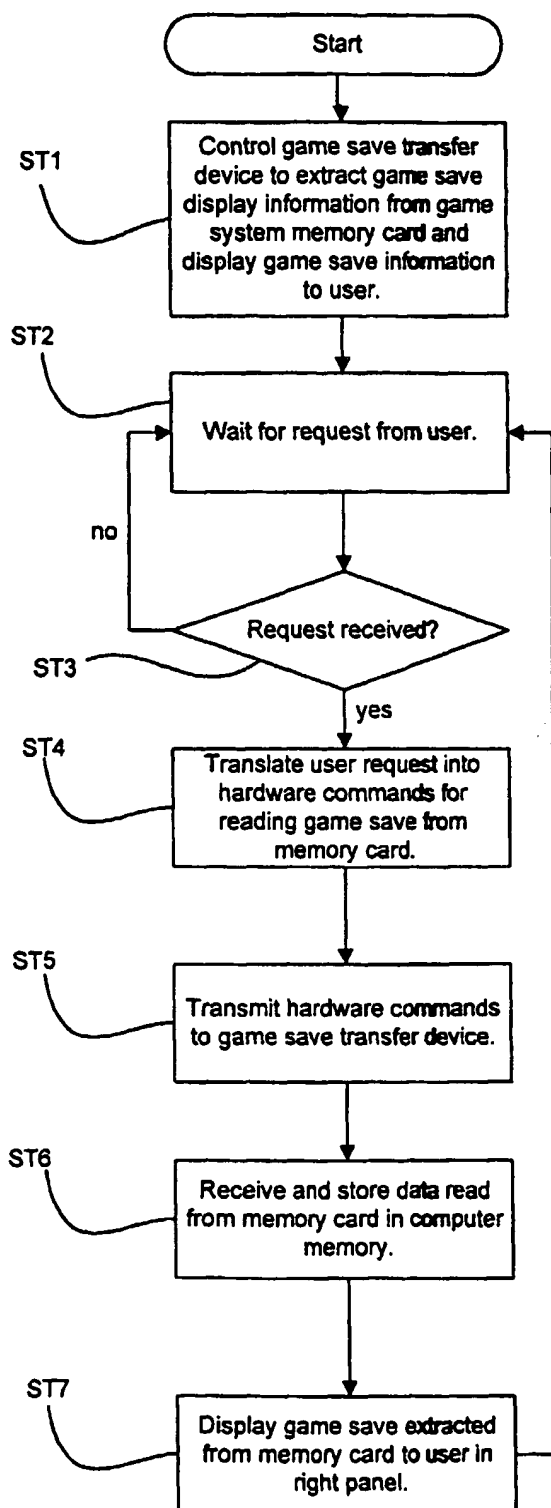 Start
ST1
Control game save transfer
device to extract game save
display information from game
system memory card and
display game save information
to user.
ST2
Wait for request from user.
no
Request received?
ST3
yes
ST4
Translate user request into
hardware commands for
reading game save from
memory card.
ST5
Transmit hardware commands
to game save transfer device.
ST6
Receive and store data read
from memory card in computer
memory.
ST7
Display game save extracted
from memory card to user in
right panel.